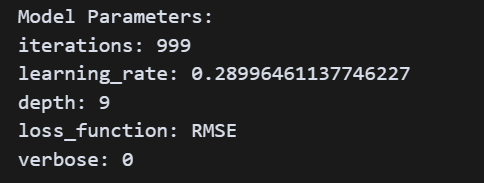 Model Parameters:
iterations: 999
learning_rate: 0.28996461137746227
depth: 9
loss_function: RMSE
verbose: 0